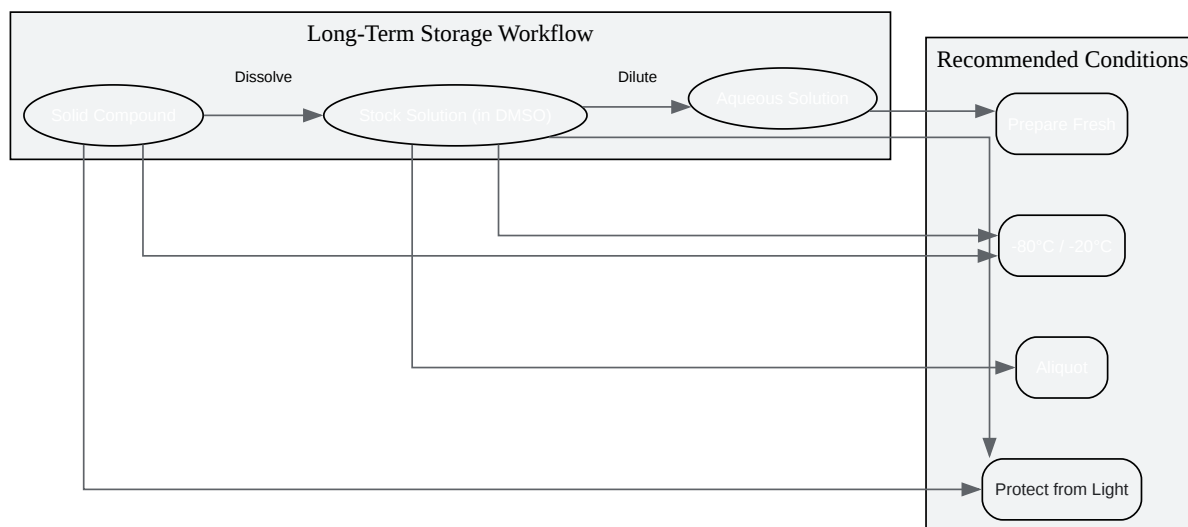 Long-Term Storage Workflow
Recommended Conditions
Dissolve
Dilute
Solid Compound
Stock Solution (in DMSO)
Aqueous Solution
Prepare Fresh
-80°C / -20°C
Aliquot
Protect from Light